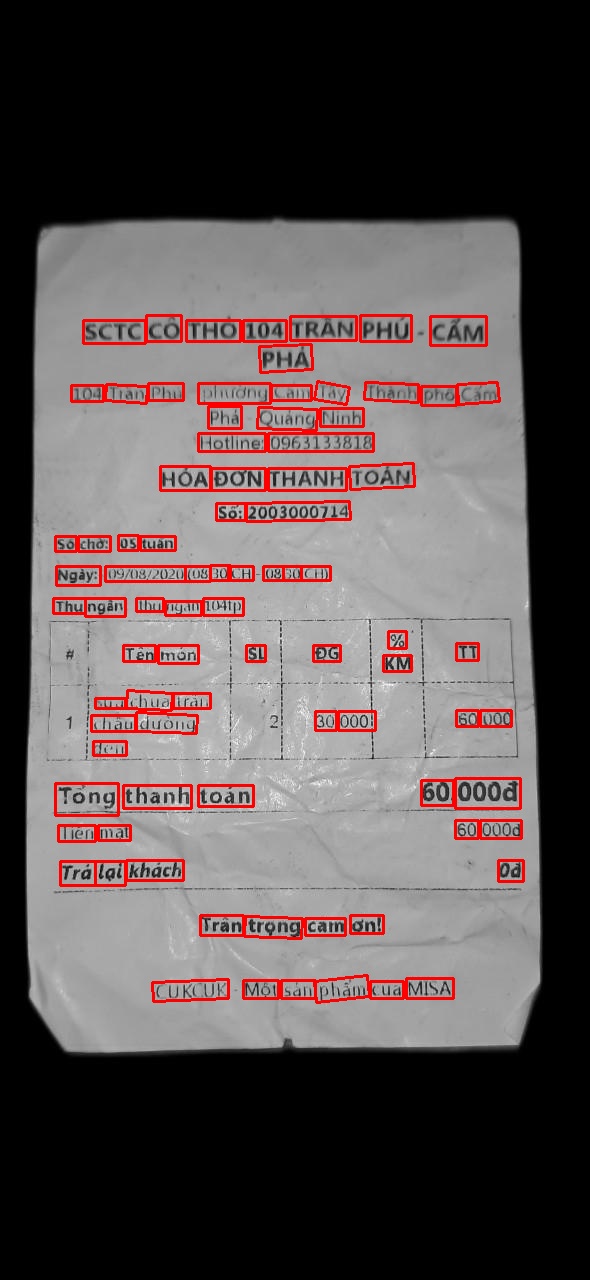 SCTC CÔ THỎ 104 TRẦN PHÚ - CẨM
PHẢ
104 Trần Phú - phường Cẩm Tây - Thành phố Cẩm
Phả - Quảng Ninh
Hotline: 0963133818
HÓA ĐƠN THANH TOÁN
Số: 2003000714
Số chờ: 05 tuấn
Ngày: 09/08/2020 (08:30 CH - 08:30 CH)
Thu ngân: thu ngân 104tp
# Tên món SL ĐG % KM TT
1 sữa chua trân châu đường đen 2 30.000 60.000
Tổng thanh toán 60.000đ
Tiền mặt 60.000đ
Trả lại khách 0đ
Trân trọng cảm ơn!
CUKCUK - Một sản phẩm của MISA